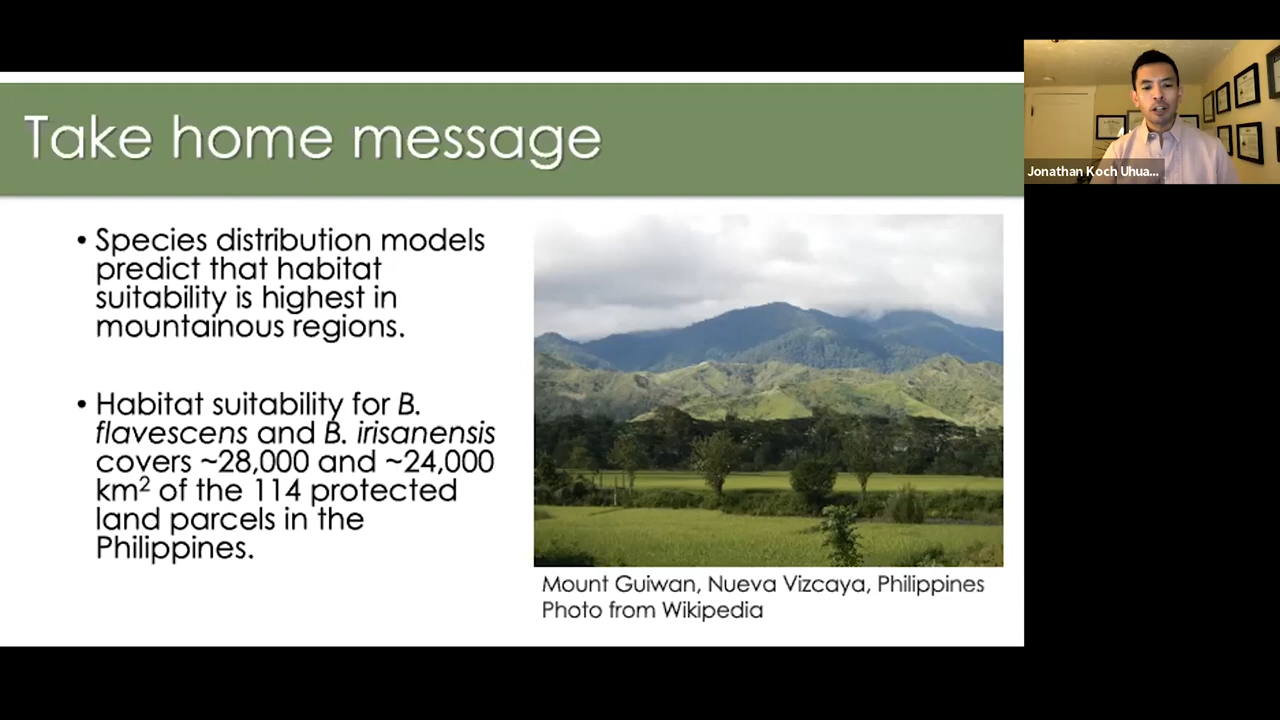 Take home message
• Species distribution models
predict that habitat
suitability is highest in
mountainous regions.
• Habitat suitability for B.
flavescens and B. irisanensis
covers ~28,000 and ~24,000
km² of the 114 protected
land parcels in the
Philippines.
Mount Guiwan, Nueva Vizcaya, Philippines
Photo from Wikipedia
Jonathan Koch Uhua...